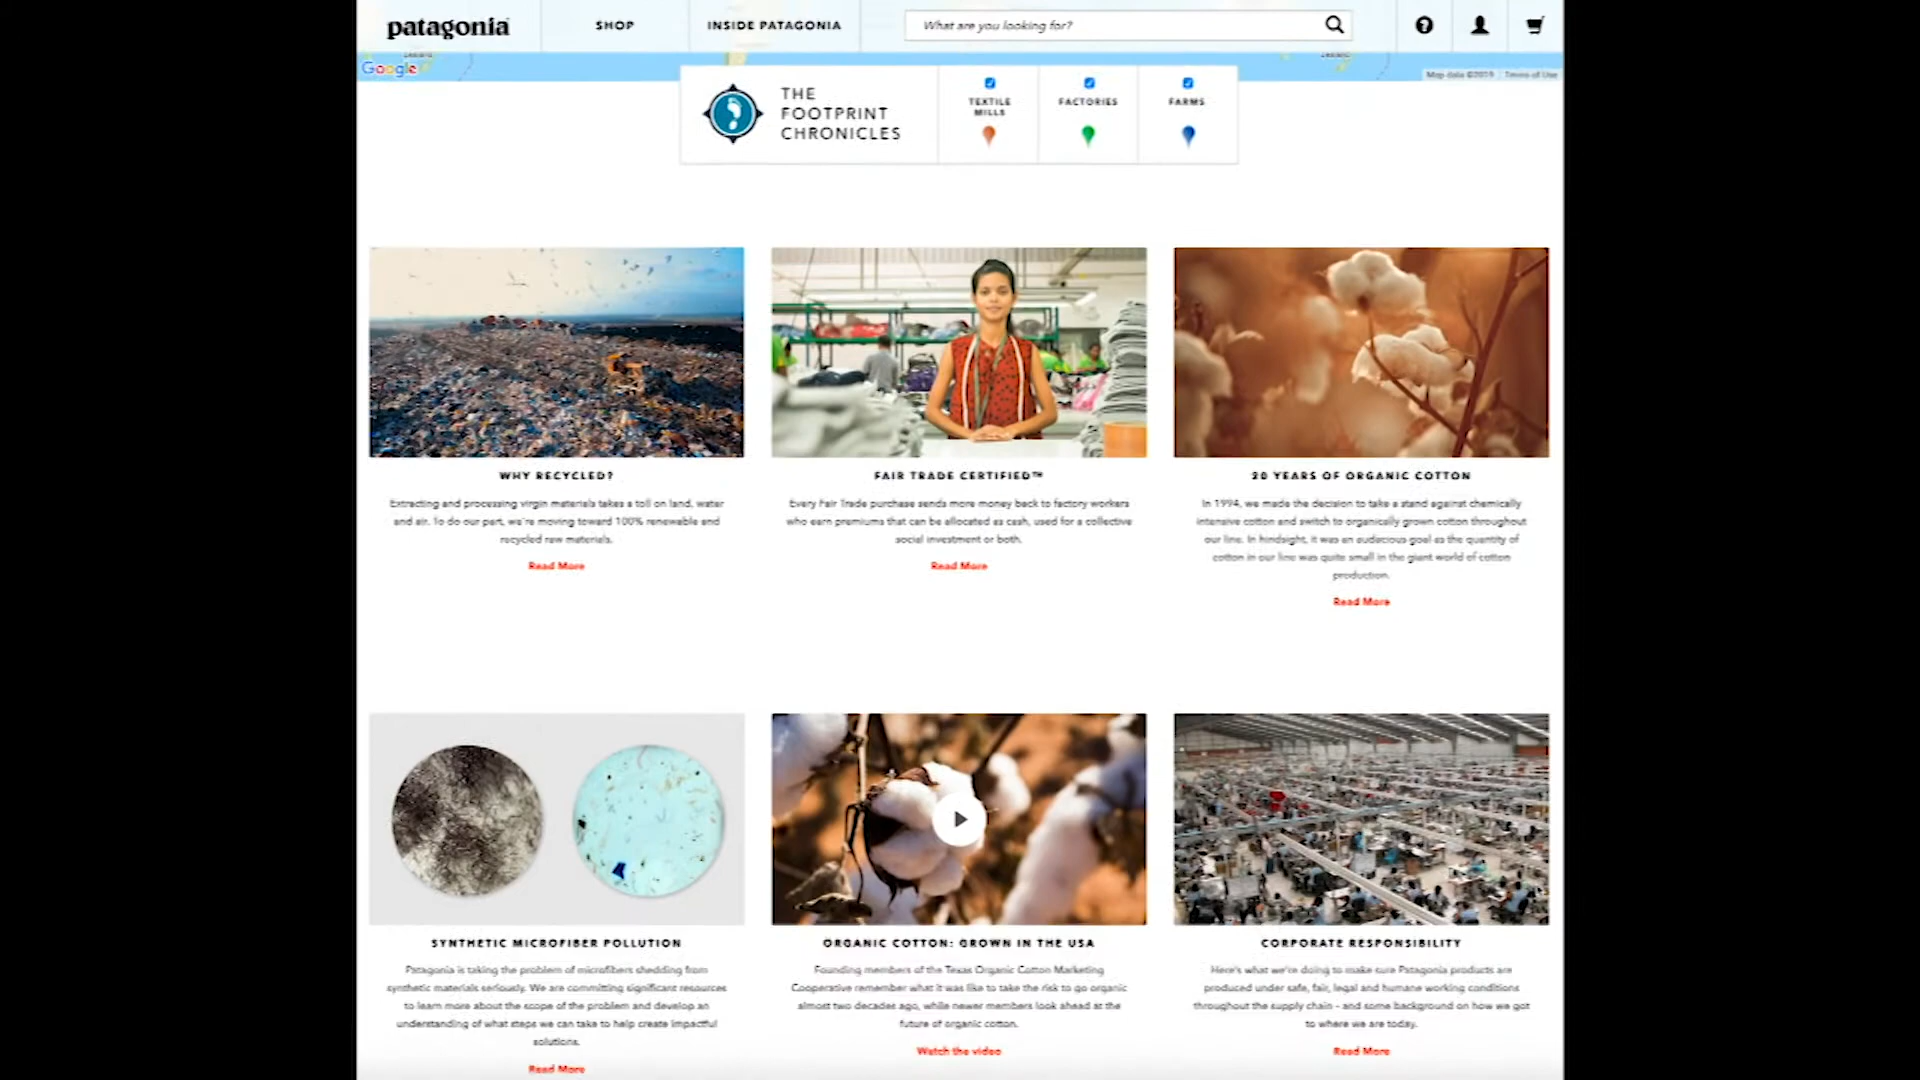 patagonia
SHOP
INSIDE PATAGONIA
What are you looking for?
Google
Map data ©2019
Terms of Use
THE
FOOTPRINT
CHRONICLES
TEXTILE
MILLS
FACTORIES
FARMS
WHY RECYCLED?
Extracting and processing virgin materials takes a toll on land, water
and air. To do our part, we're moving toward 100% renewable and
recycled raw materials.
Read More
FAIR TRADE CERTIFIED™
Every Fair Trade purchase sends more money back to factory workers
who earn premiums that can be allocated as cash, used for a collective
social investment or both.
Read More
20 YEARS OF ORGANIC COTTON
In 1994, we made the decision to take a stand against chemically
intensive cotton and switch to organically grown cotton throughout
our line. In hindsight, it was an audacious goal as the quantity of
cotton in our line was quite small in the giant world of cotton
production.
Read More
SYNTHETIC MICROFIBER POLLUTION
Patagonia is taking the problem of microfibers shedding from
synthetic materials seriously. We are committing significant resources
to learn more about the scope of the problem and develop an
understanding of what steps we can take to help create impactful
solutions.
Read More
ORGANIC COTTON: GROWN IN THE USA
Founding members of the Texas Organic Cotton Marketing
Cooperative remember what it was like to take the risk to go organic
almost two decades ago, while newer members look ahead at the
future of organic cotton.
Watch the video
CORPORATE RESPONSIBILITY
Here's what we're doing to make sure Patagonia products are
produced under safe, fair, legal and humane working conditions
throughout the supply chain - and some background on how we got
to where we are today.
Read More